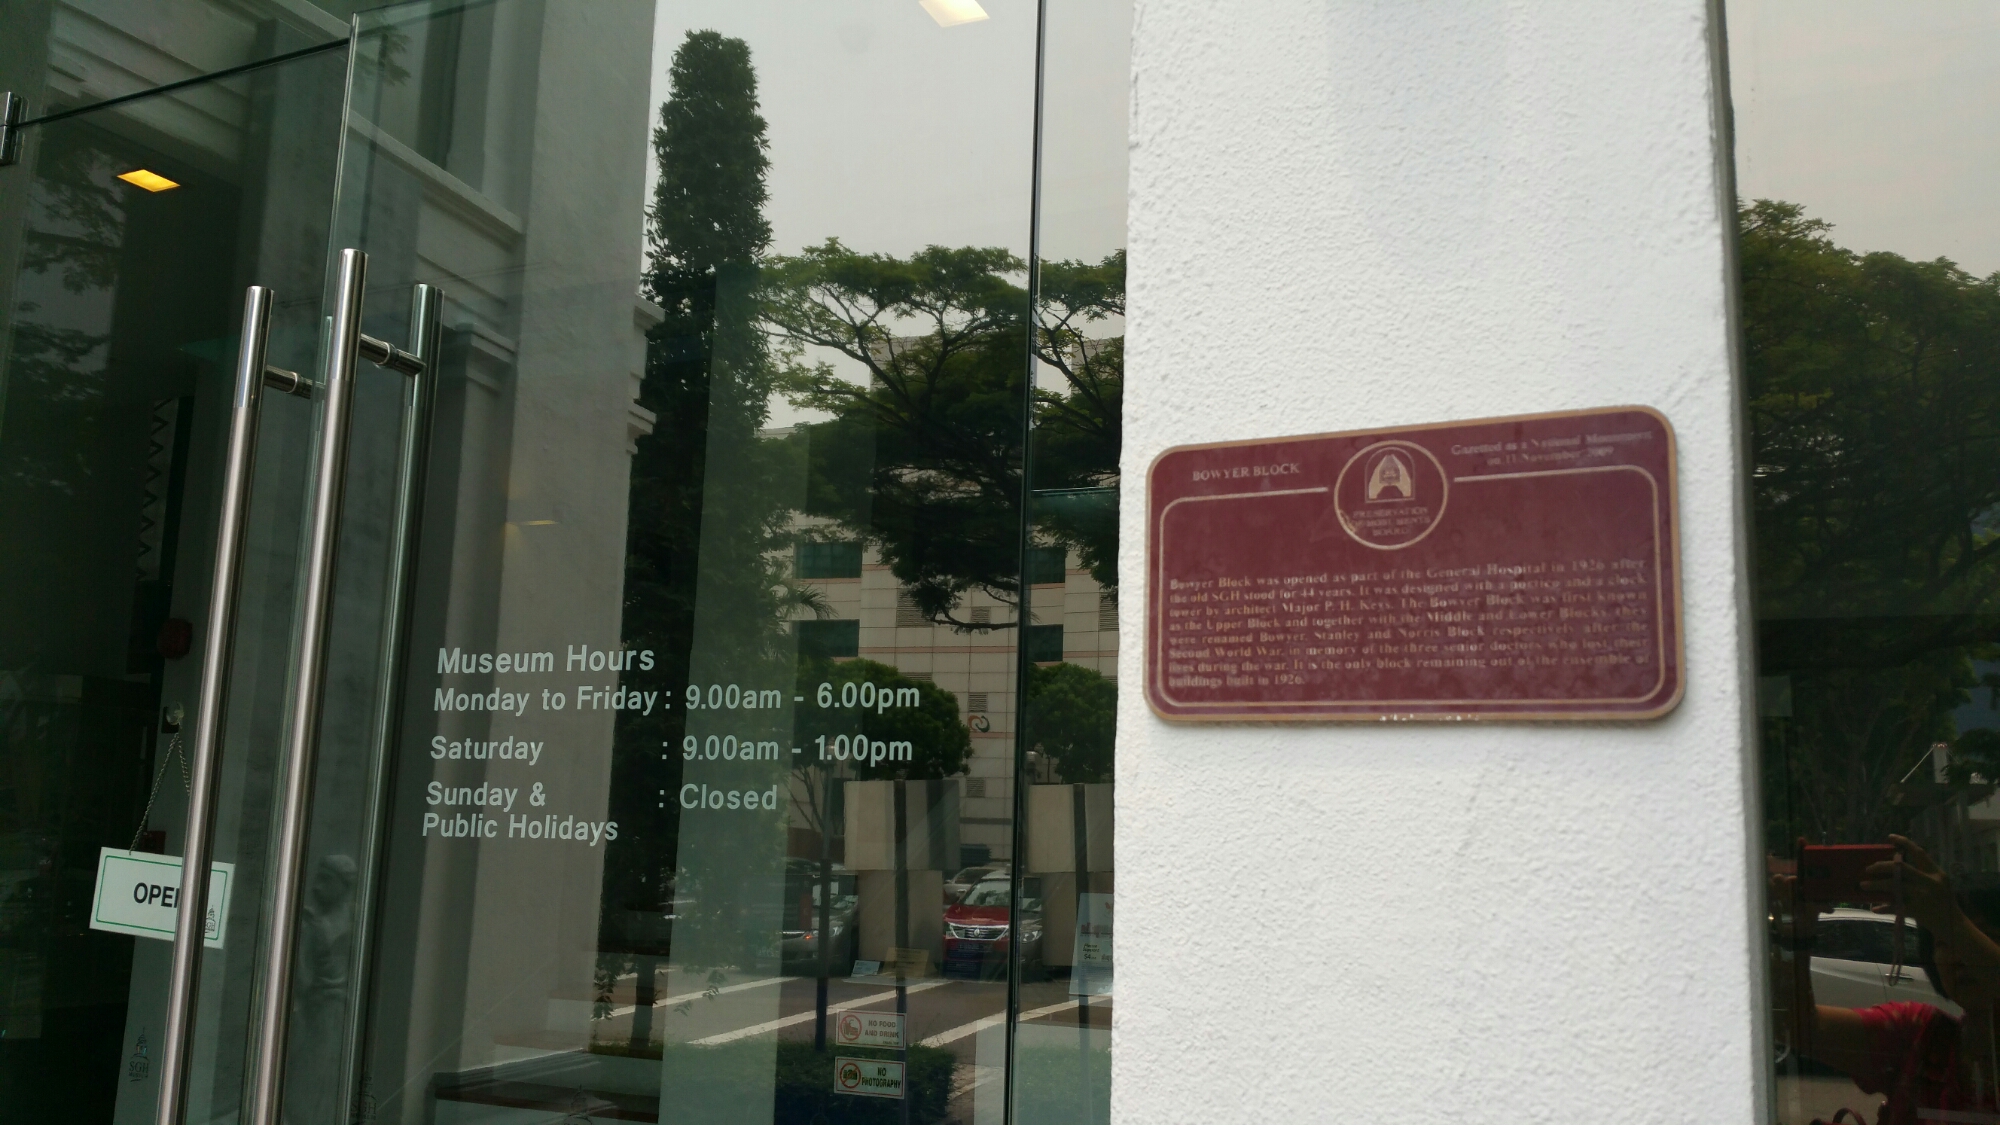 Museum Hours
Monday to Friday : 9.00am - 6.00pm
Saturday : 9.00am - 1.00pm
Sunday & : Closed
Public Holidays
OPEN
SGH
NO FOOD
AND DRINK
NO
PHOTOGRAPHY
BOWYER BLOCK
Gazetted as a National Monument
on 11 November 2009
PRESERVATION
OF MONUMENTS
BOARD
Bowyer Block was opened as part of the General Hospital in 1926 after
the old SGH stood for 44 years. It was designed with a portico and a clock
tower by architect Major P. H. Keys. The Bowyer Block was first known
as the Upper Block and together with the Middle and Lower Blocks, they
were renamed Bowyer, Stanley and Norris Block respectively after the
Second World War, in memory of the three senior doctors who lost their
lives during the war. It is the only block remaining out of the ensemble of
buildings built in 1926.